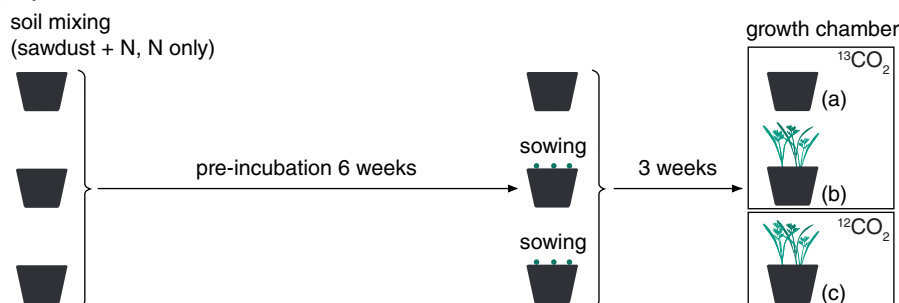 soil mixing
(sawdust + N, N only)
growth chamber
¹³CO₂
(a)
sowing
pre-incubation 6 weeks
3 weeks
(b)
sowing
¹²CO₂
(c)